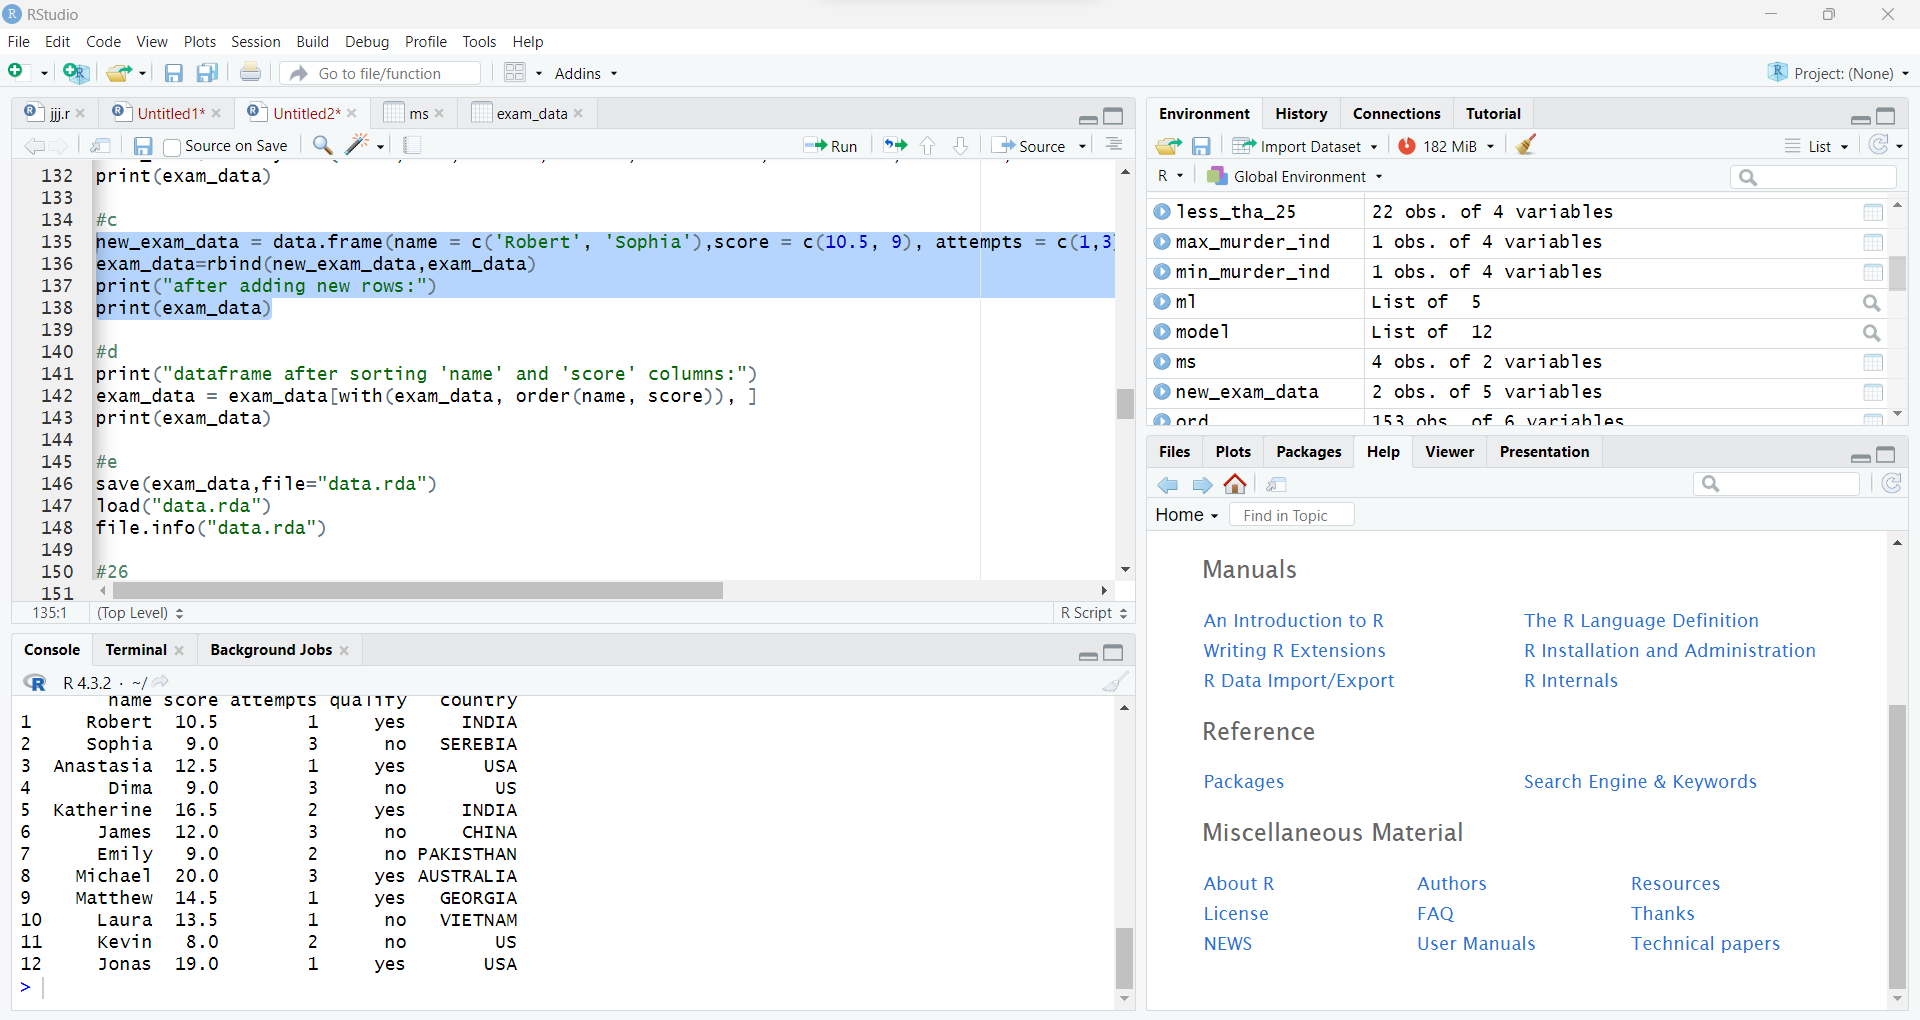 RStudio
File Edit Code View Plots Session Build Debug Profile Tools Help
Go to file/function Addins Project: (None)
jjj.r Untitled1* Untitled2* ms exam_data
Source on Save Run Source
132 print(exam_data)
133
134 #c
135 new_exam_data = data.frame(name = c('Robert', 'Sophia'),score = c(10.5, 9), attempts = c(1,3
136 exam_data=rbind(new_exam_data,exam_data)
137 print("after adding new rows:")
138 print(exam_data)
139
140 #d
141 print("dataframe after sorting 'name' and 'score' columns:")
142 exam_data = exam_data[with(exam_data, order(name, score)), ]
143 print(exam_data)
144
145 #e
146 save(exam_data,file="data.rda")
147 load("data.rda")
148 file.info("data.rda")
149
150 #26
151
135:1 (Top Level) R Script
Console Terminal Background Jobs
R 4.3.2 · ~/
name score attempts qualify country
1 Robert 10.5 1 yes INDIA
2 Sophia 9.0 3 no SEREBIA
3 Anastasia 12.5 1 yes USA
4 Dima 9.0 3 no US
5 Katherine 16.5 2 yes INDIA
6 James 12.0 3 no CHINA
7 Emily 9.0 2 no PAKISTHAN
8 Michael 20.0 3 yes AUSTRALIA
9 Matthew 14.5 1 yes GEORGIA
10 Laura 13.5 1 no VIETNAM
11 Kevin 8.0 2 no US
12 Jonas 19.0 1 yes USA
>
Environment History Connections Tutorial
Import Dataset 182 MiB List
R Global Environment
less_tha_25 22 obs. of 4 variables
max_murder_ind 1 obs. of 4 variables
min_murder_ind 1 obs. of 4 variables
ml List of 5
model List of 12
ms 4 obs. of 2 variables
new_exam_data 2 obs. of 5 variables
ord 153 obs. of 6 variables
Files Plots Packages Help Viewer Presentation
Home Find in Topic
Manuals
An Introduction to R The R Language Definition
Writing R Extensions R Installation and Administration
R Data Import/Export R Internals
Reference
Packages Search Engine & Keywords
Miscellaneous Material
About R Authors Resources
License FAQ Thanks
NEWS User Manuals Technical papers